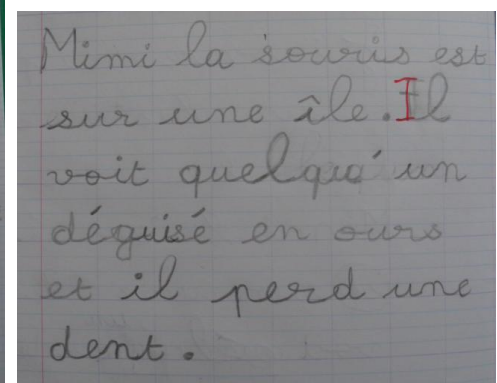 Mimi la souris est
sur une île. Il
voit quelqu'un
déguisé en ours
et il perd une
dent.